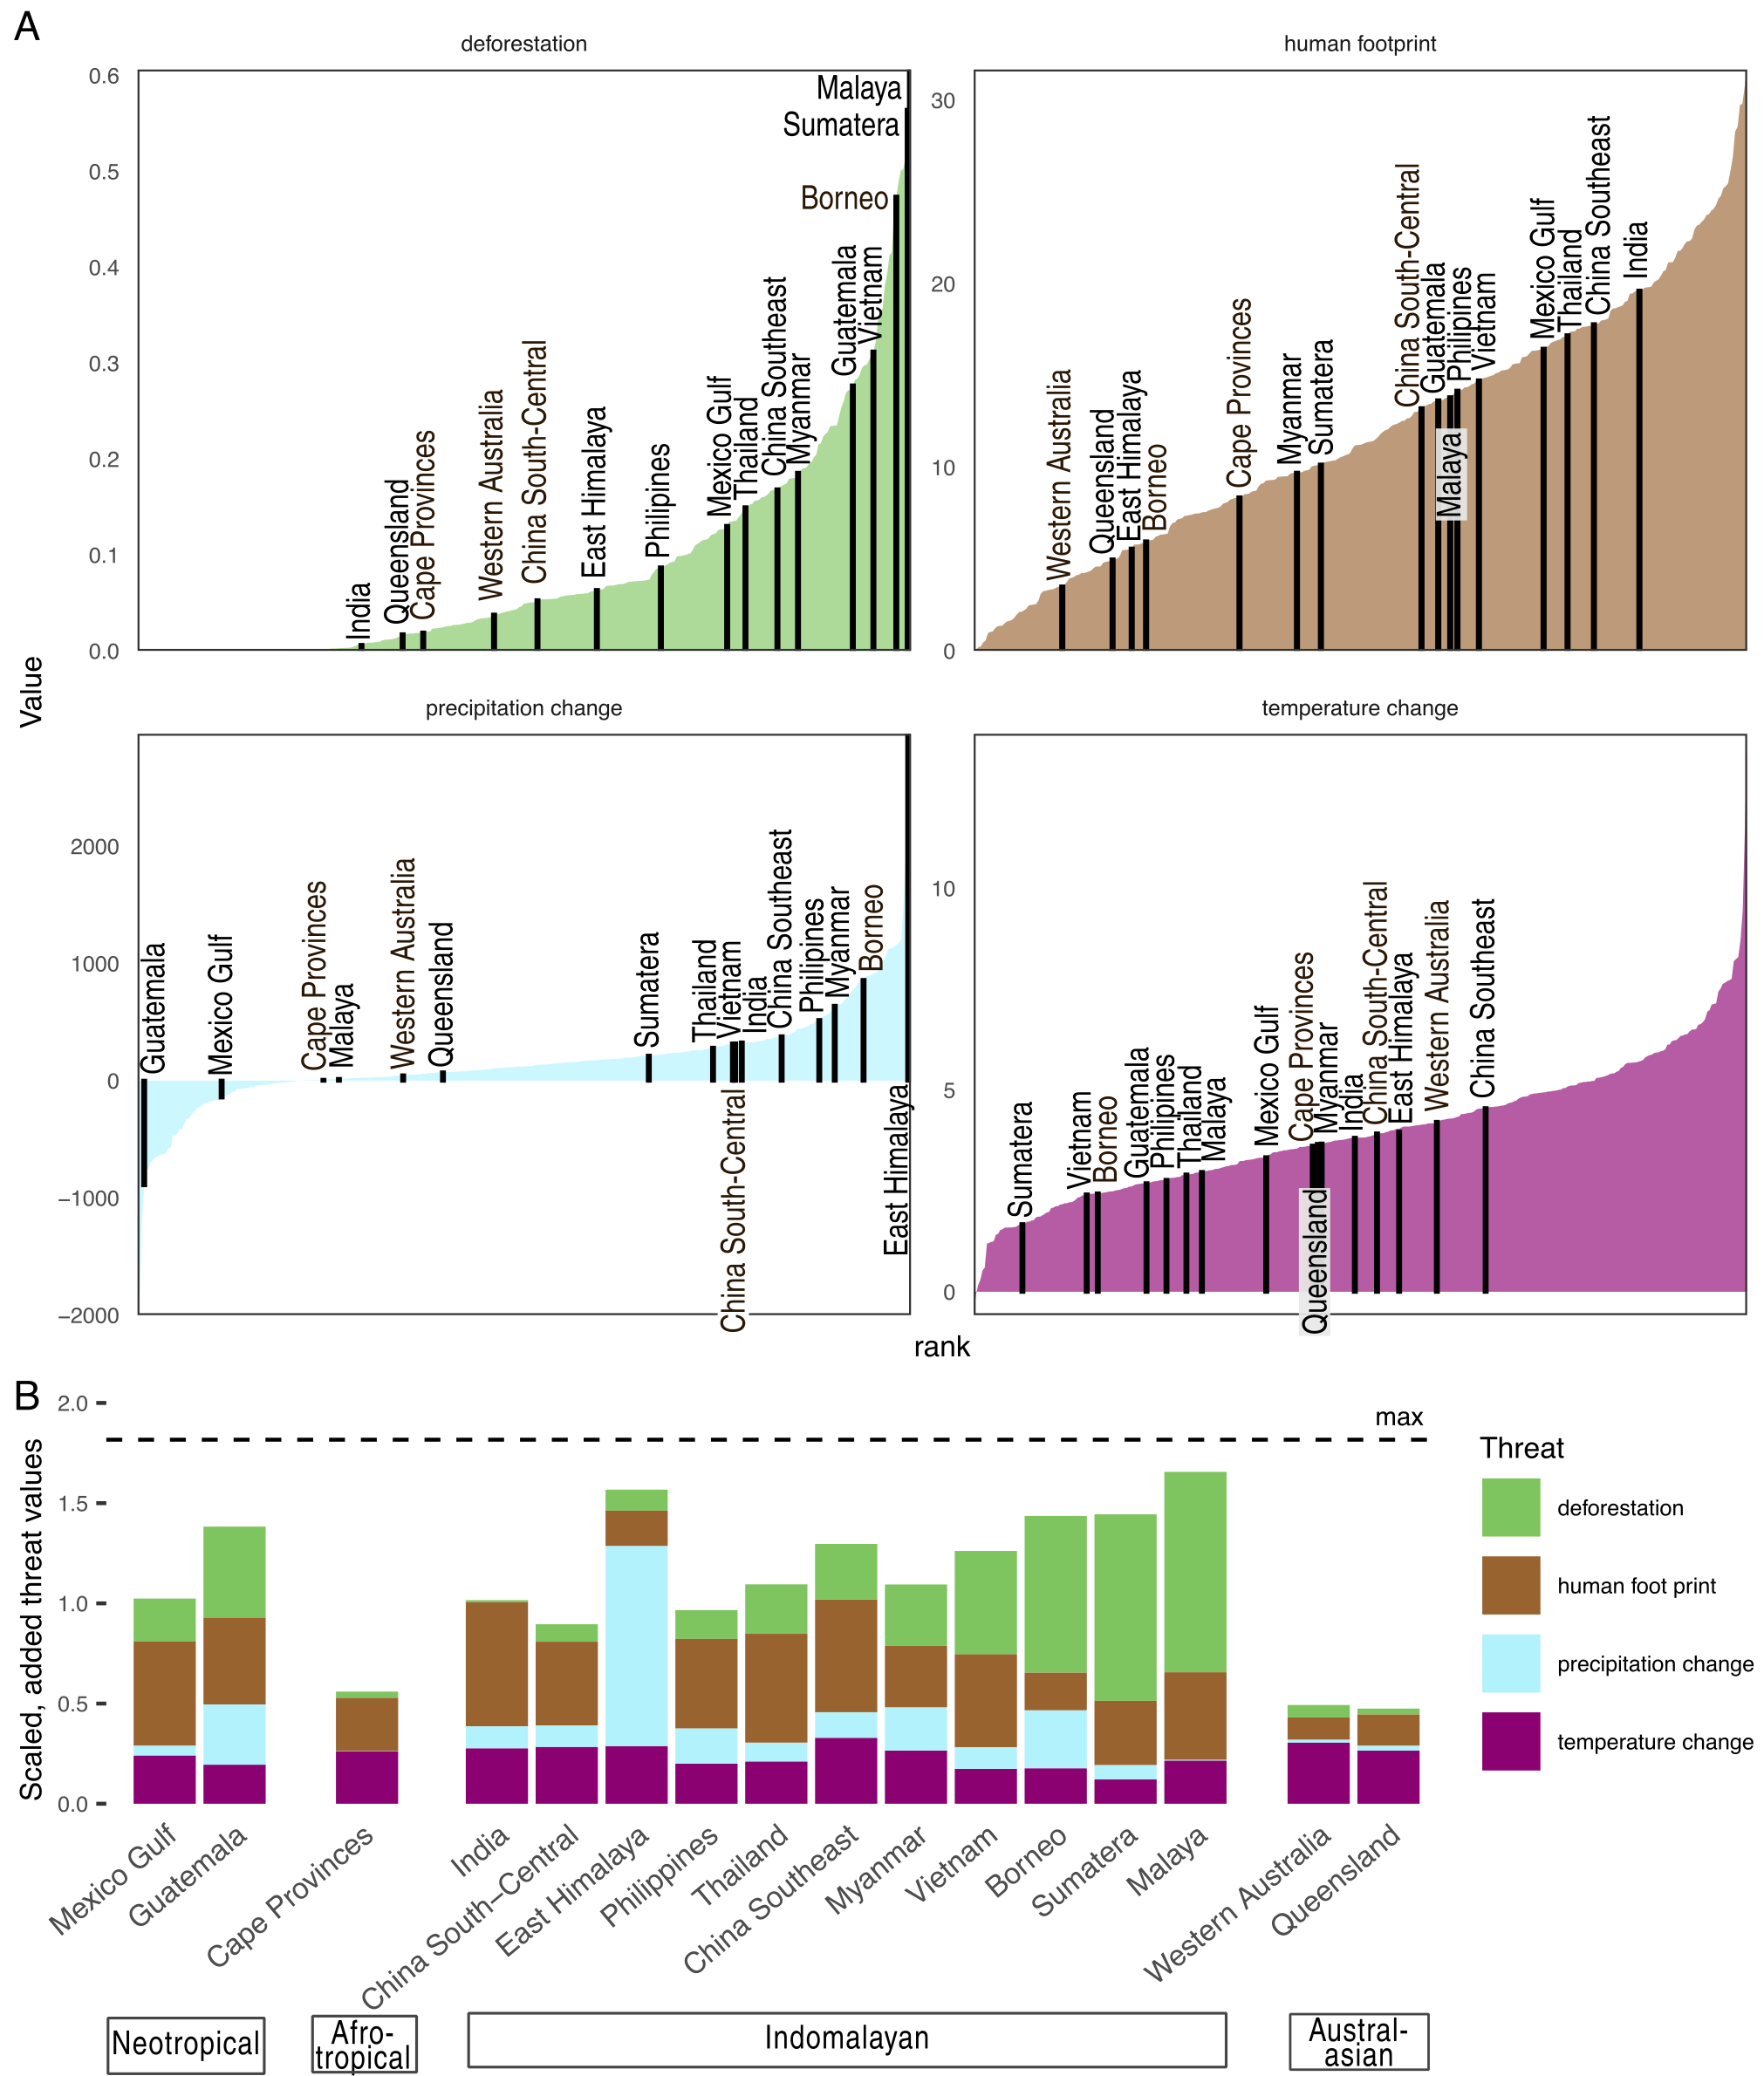 A
deforestation
human footprint
0.6
0.5
0.4
0.3
0.2
0.1
0.0
India
Queensland
Cape Provinces
Western Australia
China South-Central
East Himalaya
Philipines
Mexico Gulf
Thailand
China Southeast
Myanmar
Guatemala
Vietnam
Borneo
Sumatera
Malaya
30
20
10
0
Western Australia
Queensland
East Himalaya
Borneo
Cape Provinces
Myanmar
Sumatera
China South-Central
Guatemala
Malaya
Philipines
Vietnam
Mexico Gulf
Thailand
China Southeast
India
Value
precipitation change
temperature change
2000
1000
0
−1000
−2000
Guatemala
Mexico Gulf
Cape Provinces
Malaya
Western Australia
Queensland
Sumatera
Thailand
Vietnam
China South-Central
India
China Southeast
Philipines
Myanmar
Borneo
East Himalaya
10
5
0
Sumatera
Vietnam
Borneo
Guatemala
Philipines
Thailand
Malaya
Mexico Gulf
Cape Provinces
Queensland
Myanmar
India
China South-Central
East Himalaya
Western Australia
China Southeast
rank
B
2.0
1.5
1.0
0.5
0.0
Scaled, added threat values
max
Threat
deforestation
human foot print
precipitation change
temperature change
Mexico Gulf
Guatemala
Cape Provinces
India
China South−Central
East Himalaya
Philippines
Thailand
China Southeast
Myanmar
Vietnam
Borneo
Sumatera
Malaya
Western Australia
Queensland
Neotropical
Afro-
tropical
Indomalayan
Austral-
asian